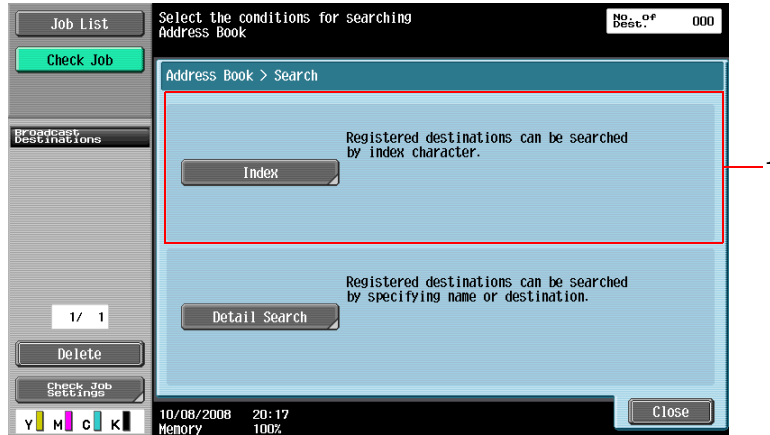 Job List
Check Job
Broadcast
Destinations
1/ 1
Delete
Check Job
Settings
Y M C K
Select the conditions for searching
Address Book
No. of
Dest.
000
Address Book > Search
Registered destinations can be searched
by index character.
Index
Registered destinations can be searched
by specifying name or destination.
Detail Search
Close
10/08/2008 20:17
Memory 100%